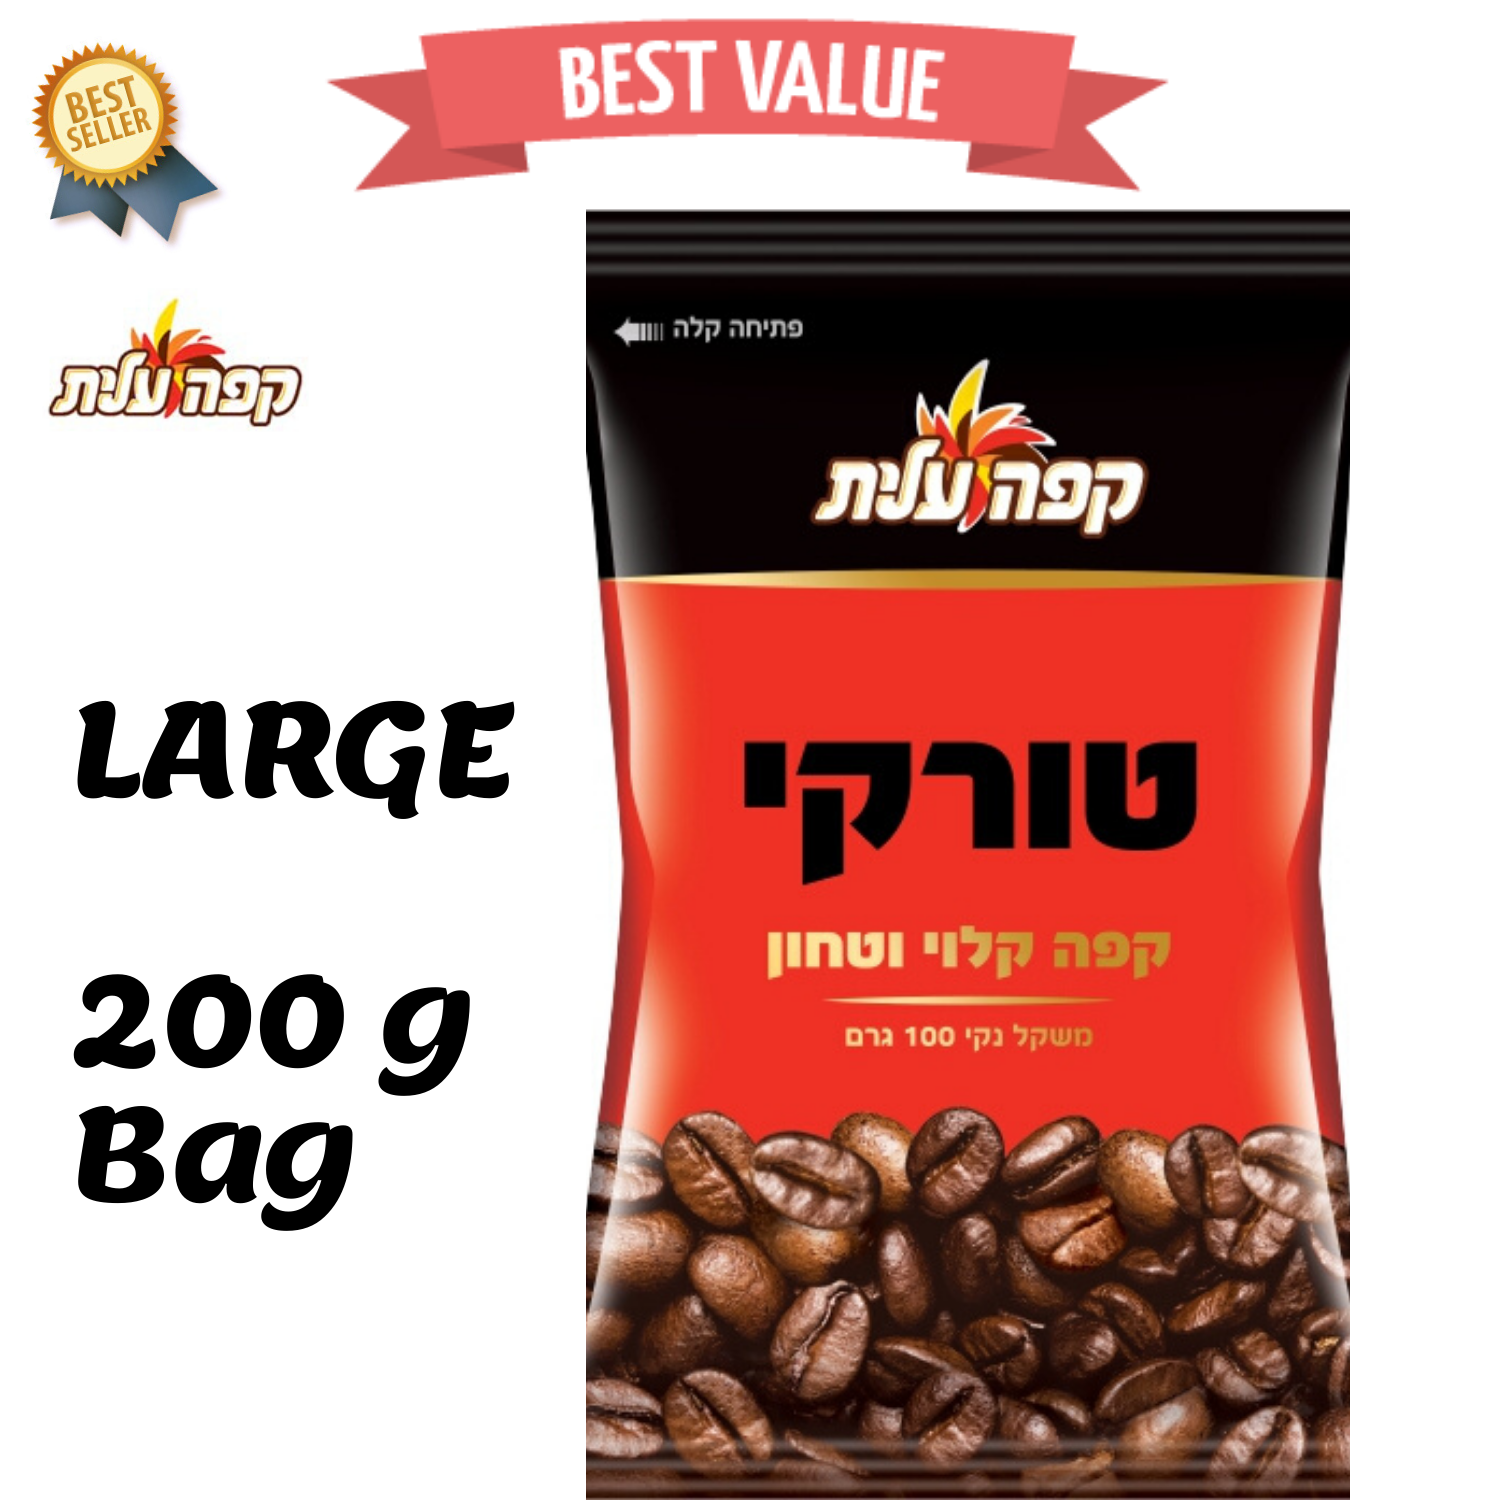 BEST VALUE
BEST
SELLER
קפה עלית
פתיחה קלה
קפה עלית
LARGE
טורקי
קפה קלוי וטחון
משקל נקי 100 גרם
200 g
Bag